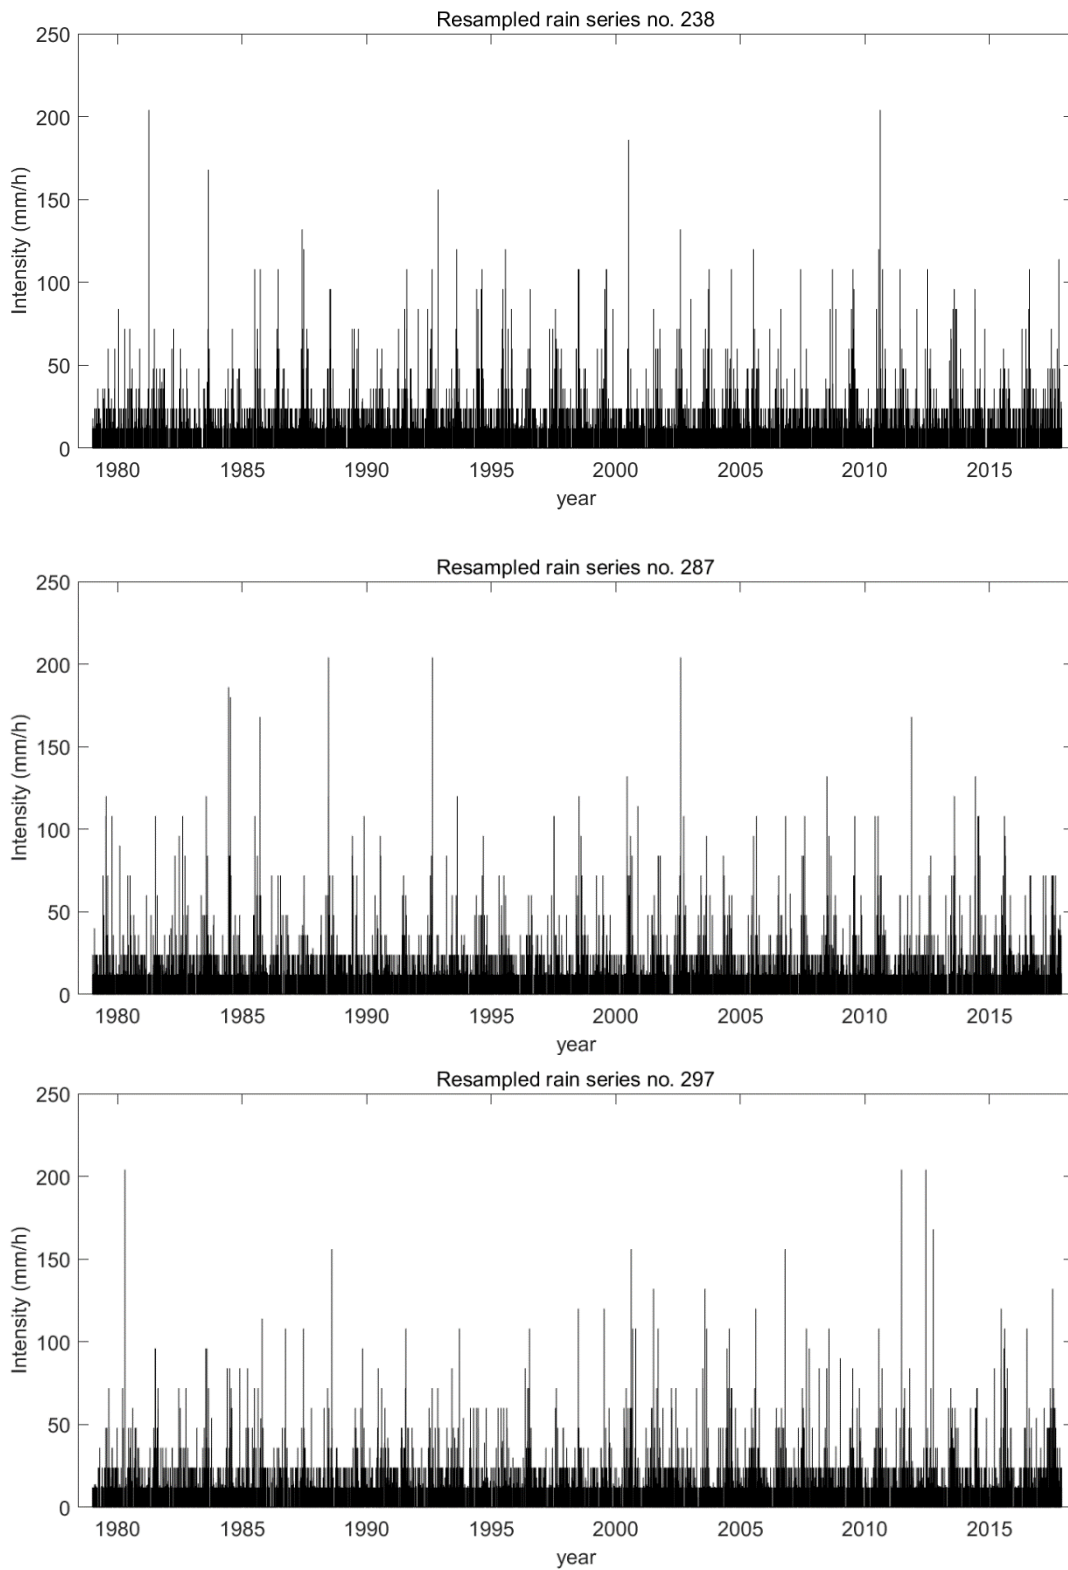 Resampled rain series no. 238
250
200
150
100
50
0
Intensity (mm/h)
1980 1985 1990 1995 2000 2005 2010 2015
year
Resampled rain series no. 287
250
200
150
100
50
0
Intensity (mm/h)
1980 1985 1990 1995 2000 2005 2010 2015
year
Resampled rain series no. 297
250
200
150
100
50
0
Intensity (mm/h)
1980 1985 1990 1995 2000 2005 2010 2015
year